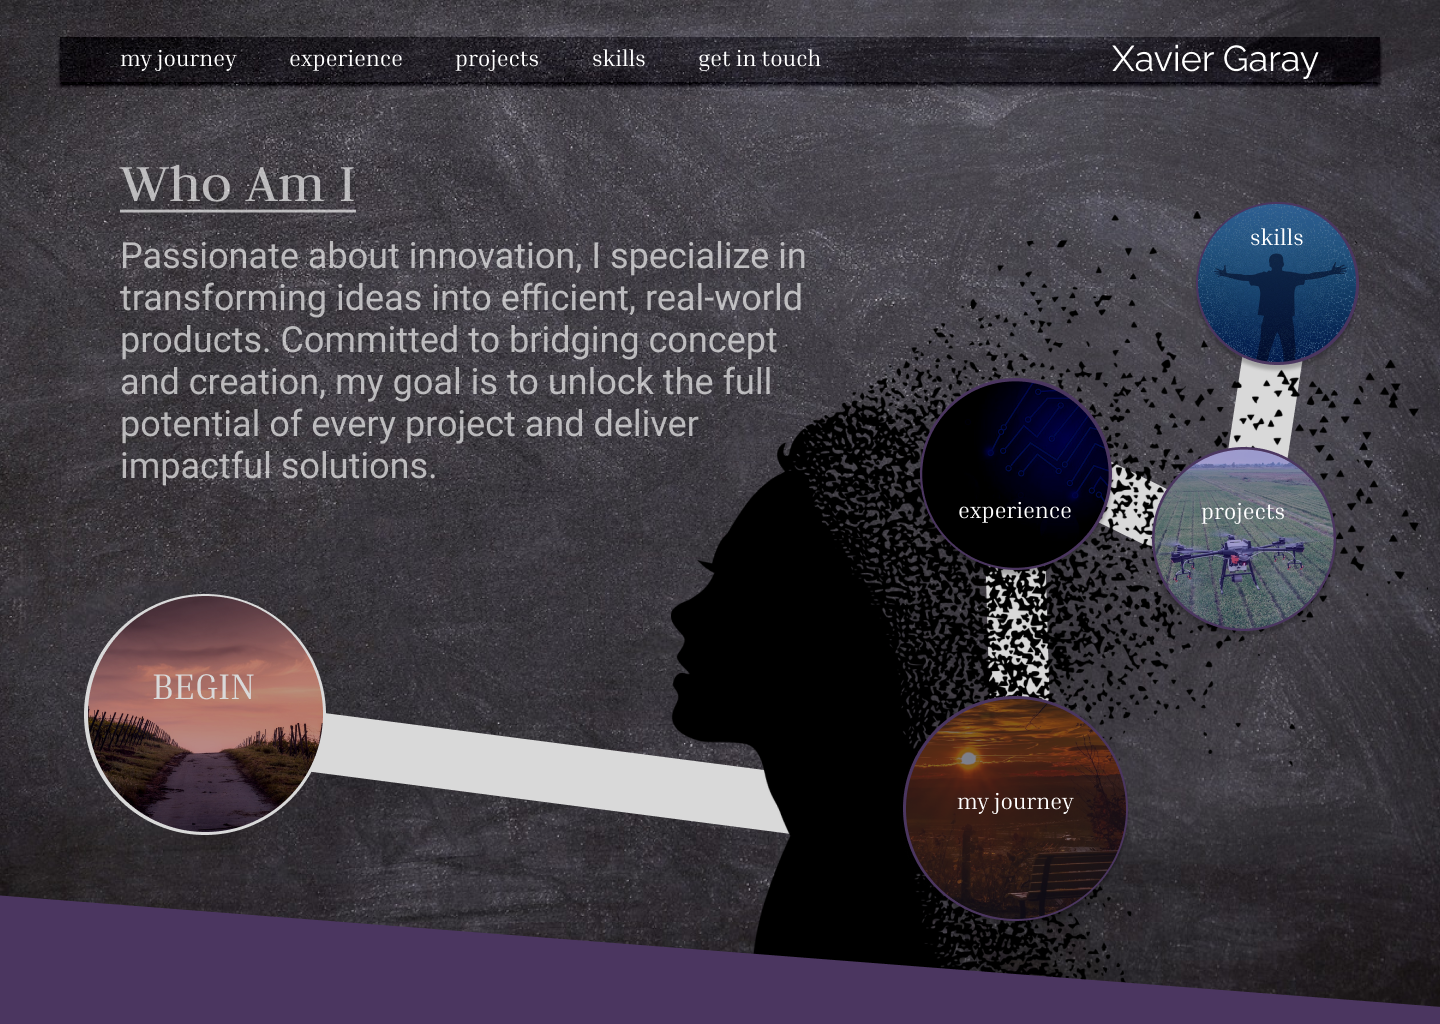 my journey experience projects skills get in touch Xavier Garay
Who Am I
Passionate about innovation, I specialize in
transforming ideas into efficient, real-world
products. Committed to bridging concept
and creation, my goal is to unlock the full
potential of every project and deliver
impactful solutions.
skills
experience
projects
BEGIN
my journey